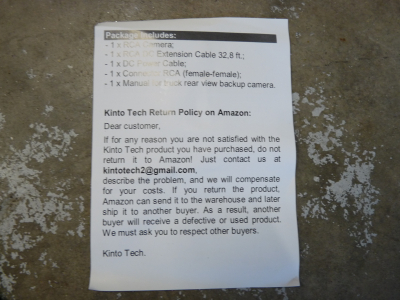 Package Includes:
- 1 x RCA Camera;
- 1 x RCA DC Extension Cable 32,8 ft.;
- 1 x DC Power Cable;
- 1 x Connector RCA (female-female);
- 1 x Manual for truck rear view backup camera.
Kinto Tech Return Policy on Amazon:
Dear customer,
If for any reason you are not satisfied with the
Kinto Tech product you have purchased, do not
return it to Amazon! Just contact us at
kintotech2@gmail.com,
describe the problem, and we will compensate
for your costs. If you return the product,
Amazon can send it to the warehouse and later
ship it to another buyer. As a result, another
buyer will receive a defective or used product.
We must ask you to respect other buyers.
Kinto Tech.